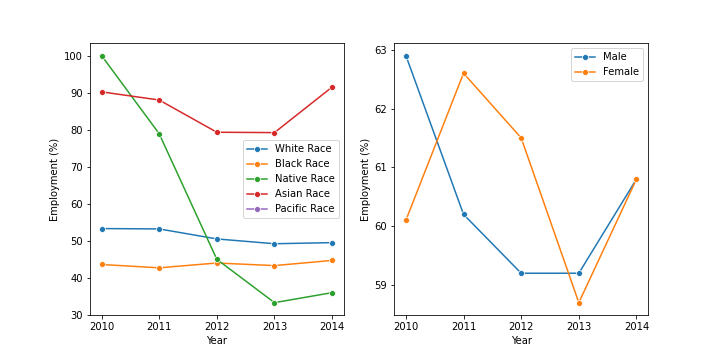 100
90
80
70
60
50
40
30
Employment (%)
2010 2011 2012 2013 2014
Year
White Race
Black Race
Native Race
Asian Race
Pacific Race
63
62
61
60
59
Employment (%)
2010 2011 2012 2013 2014
Year
Male
Female